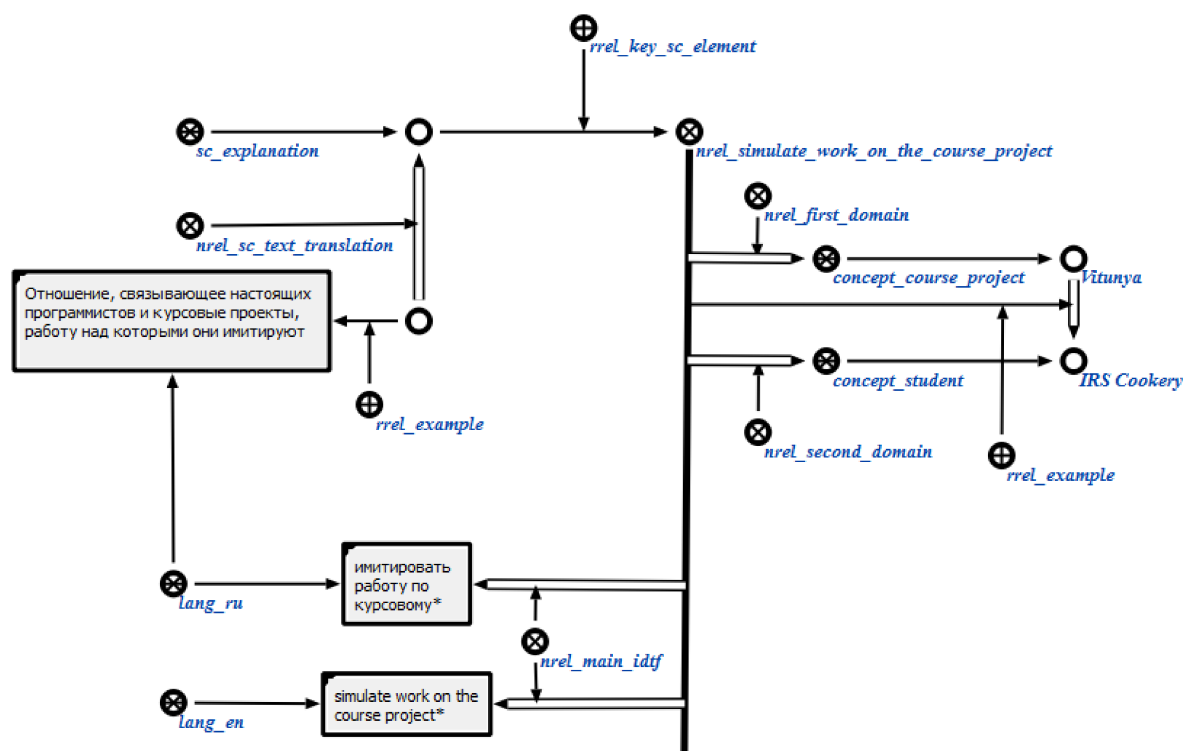 rrel_key_sc_element
sc_explanation
nrel_simulate_work_on_the_course_project
nrel_first_domain
nrel_sc_text_translation
concept_course_project
Vitunya
Отношение, связывающее настоящих
программистов и курсовые проекты,
работу над которыми они имитируют
concept_student
IRS Cookery
rrel_example
nrel_second_domain
rrel_example
имитировать
работу по
курсовому*
lang_ru
nrel_main_idtf
simulate work on the
course project*
lang_en